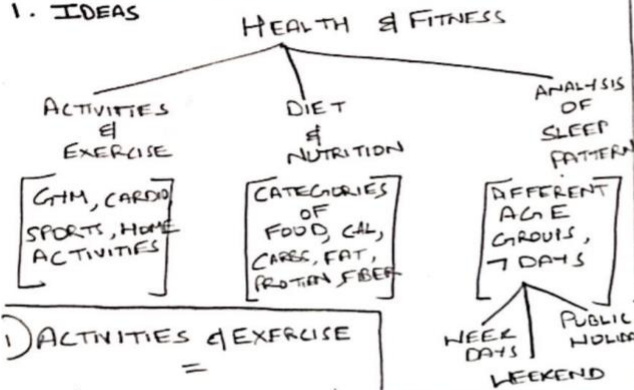 1. IDEAS
HEALTH & FITNESS
ACTIVITIES
&
EXERCISE
DIET
&
NUTRITION
ANALYSIS
OF
SLEEP
PATTERN
GYM, CARDIO
SPORTS, HOME
ACTIVITIES
CATEGORIES
OF
FOOD, CAL,
CARBS, FAT,
PROTIEN, FIBER
DIFFERENT
AGE
GROUPS,
7 DAYS
WEEK
DAYS
WEEKEND
PUBLIC
HOLIDA
1) ACTIVITIES & EXERCISE
=